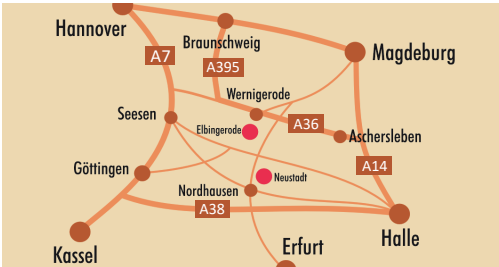 Hannover
Braunschweig
Magdeburg
A7
A395
Wernigerode
Seesen
Elbingerode
A36
Aschersleben
A14
Göttingen
Neustadt
Nordhausen
A38
Halle
Kassel
Erfurt